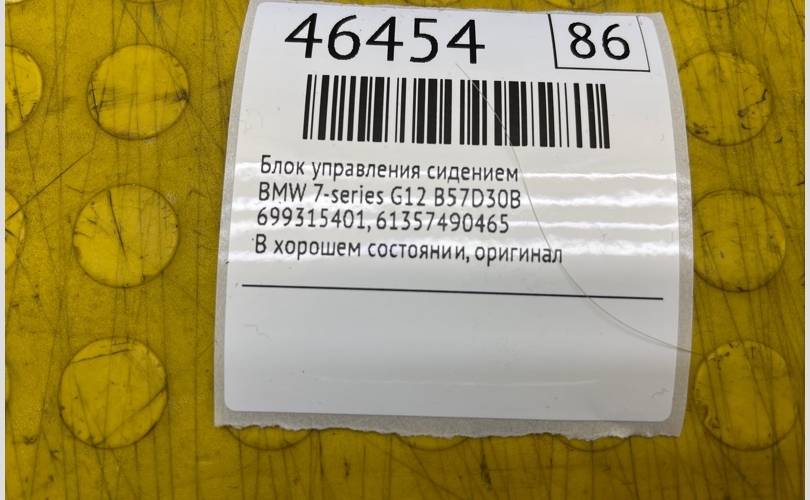 46454 86
Блок управления сидением
BMW 7-series G12 B57D30B
699315401, 61357490465
В хорошем состоянии, оригинал